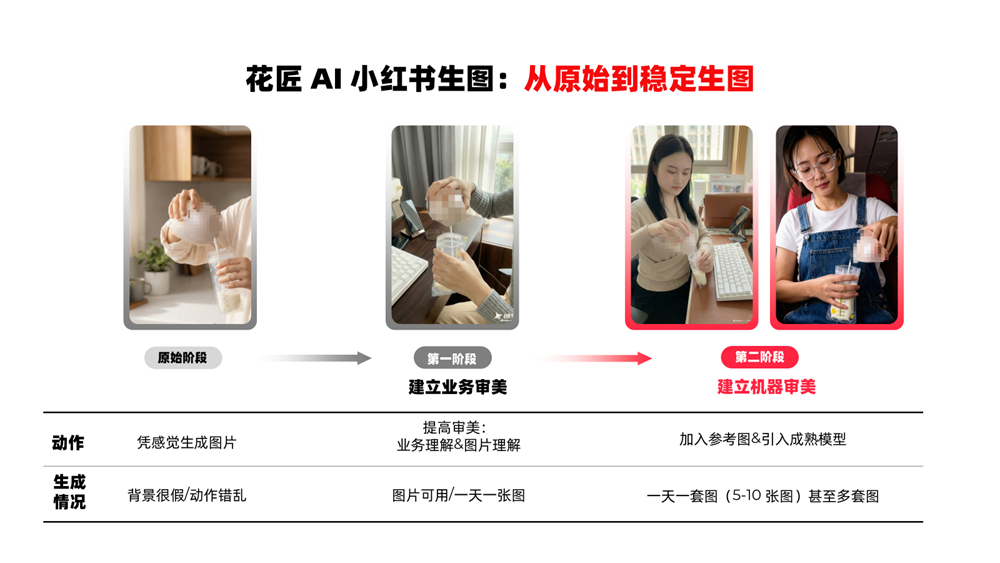 花匠 AI 小红书生图：从原始到稳定生图
原始阶段
第一阶段
第二阶段
建立业务审美
建立机器审美
动作
凭感觉生成图片
提高审美：
业务理解&图片理解
加入参考图&引入成熟模型
生成
情况
背景很假/动作错乱
图片可用/一天一张图
一天一套图（5-10 张图）甚至多套图